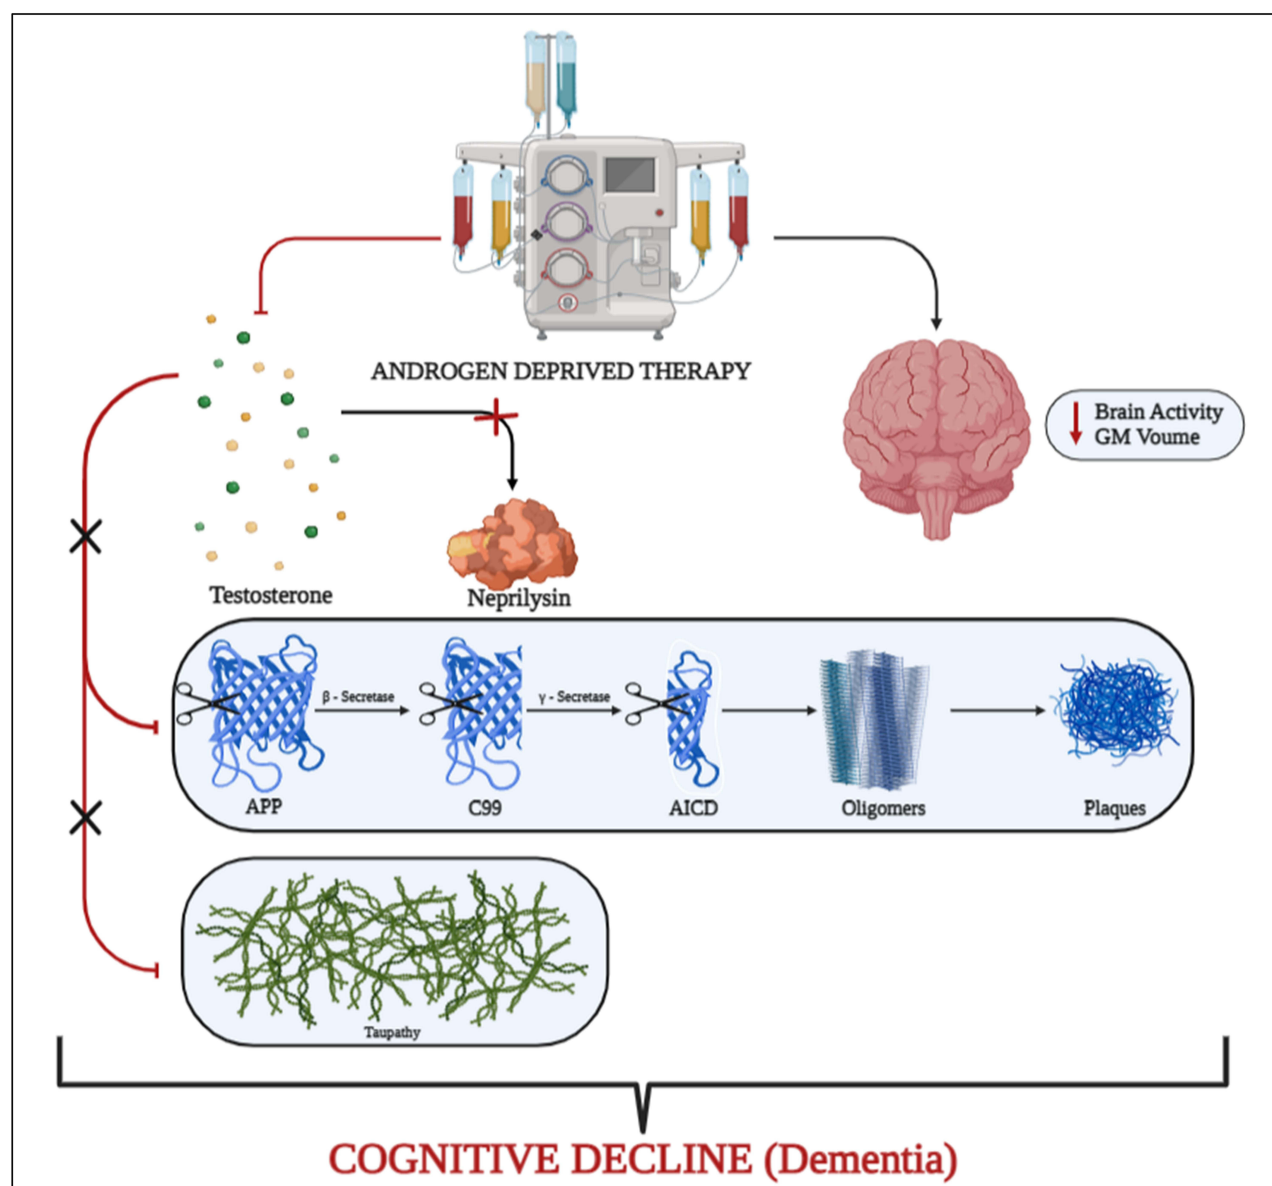 ANDROGEN DEPRIVED THERAPY
Brain Activity
GM Voume
Testosterone
Neprilysin
β - Secretase
γ - Secretase
APP
C99
AICD
Oligomers
Plaques
Taupathy
COGNITIVE DECLINE (Dementia)